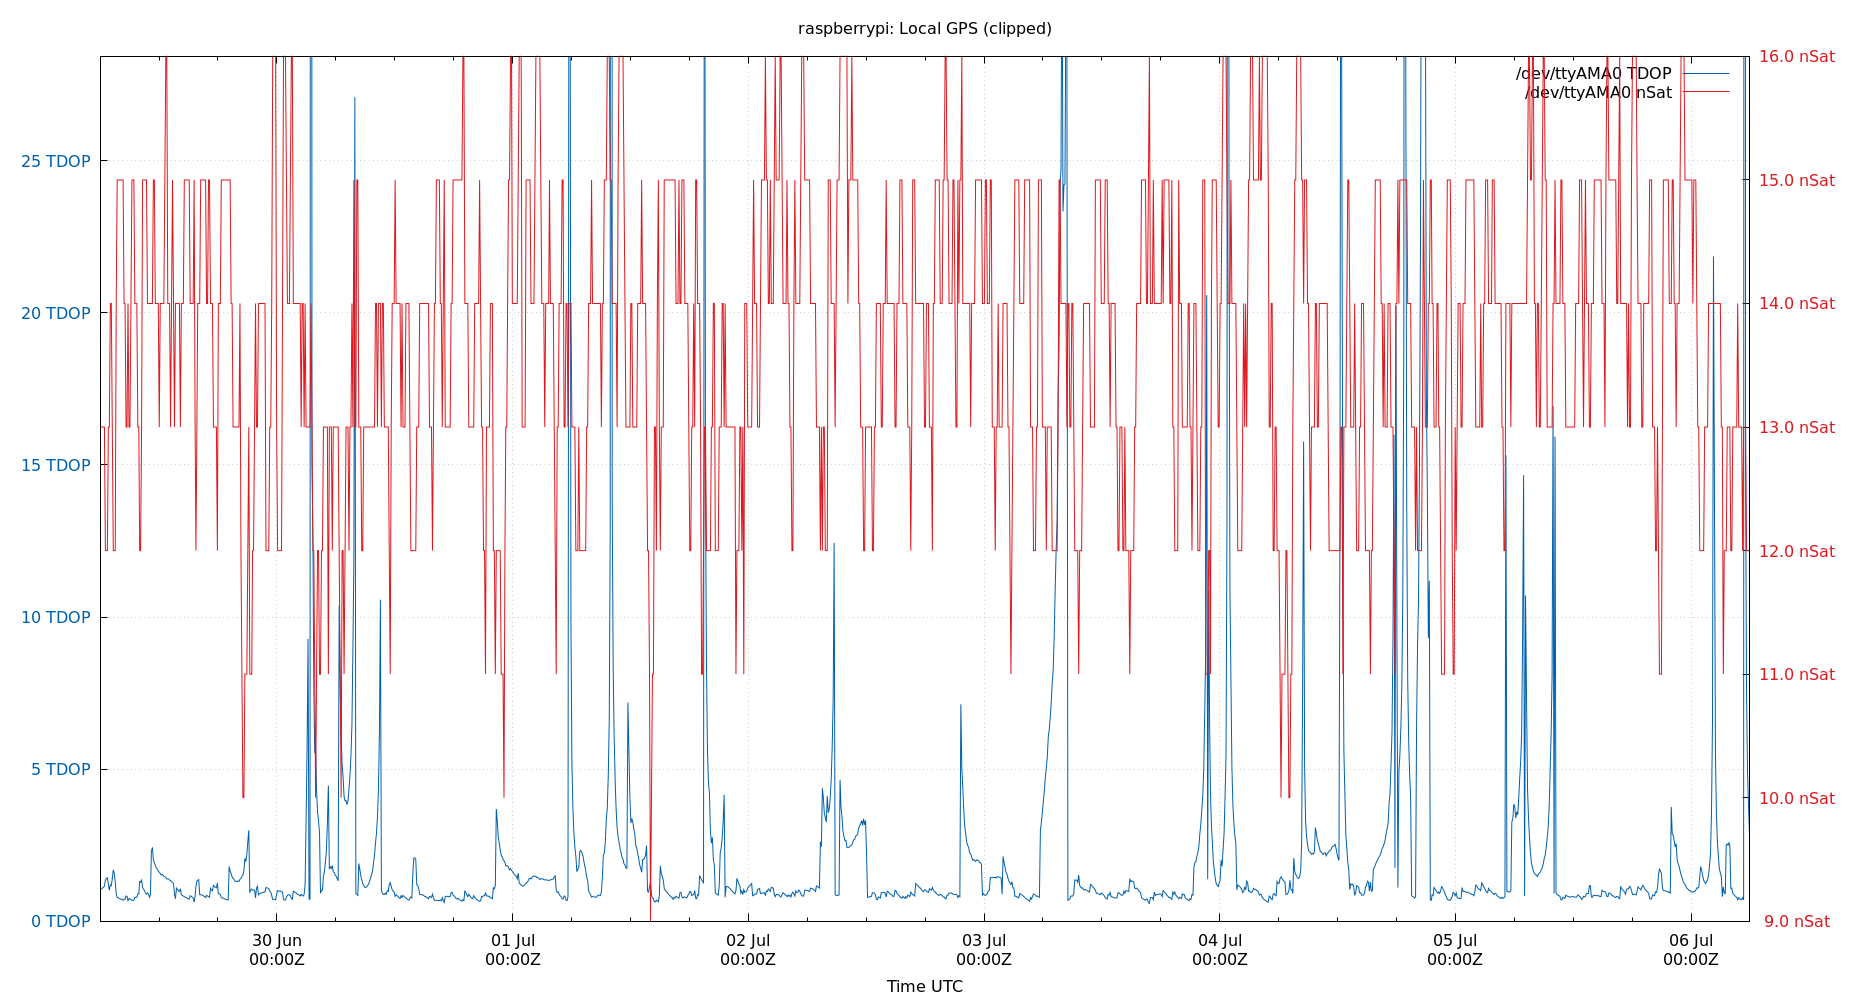 raspberrypi: Local GPS (clipped)
/dev/ttyAMA0 TDOP
/dev/ttyAMA0 nSat
25 TDOP
20 TDOP
15 TDOP
10 TDOP
5 TDOP
0 TDOP
16.0 nSat
15.0 nSat
14.0 nSat
13.0 nSat
12.0 nSat
11.0 nSat
10.0 nSat
9.0 nSat
30 Jun 01 Jul 02 Jul 03 Jul 04 Jul 05 Jul 06 Jul
00:00Z 00:00Z 00:00Z 00:00Z 00:00Z 00:00Z 00:00Z
Time UTC